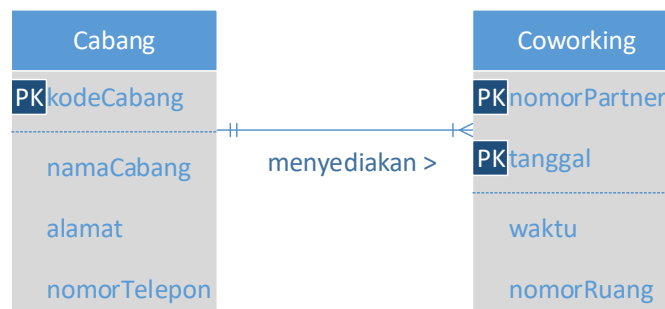 Cabang
PK kodeCabang
namaCabang
alamat
nomorTelepon
menyediakan >
Coworking
PK nomorPartner
PK tanggal
waktu
nomorRuang